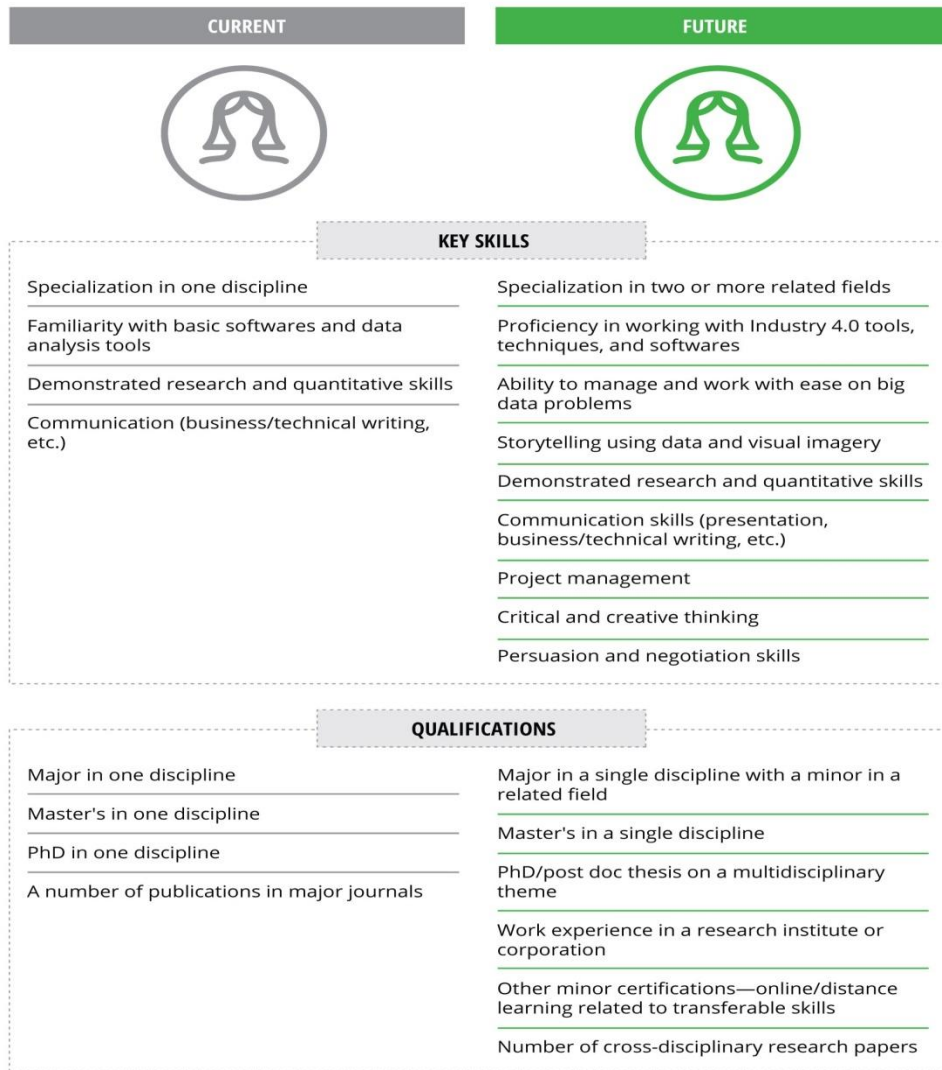 CURRENT
FUTURE
KEY SKILLS
Specialization in one discipline
Familiarity with basic softwares and data
analysis tools
Demonstrated research and quantitative skills
Communication (business/technical writing,
etc.)
Specialization in two or more related fields
Proficiency in working with Industry 4.0 tools,
techniques, and softwares
Ability to manage and work with ease on big
data problems
Storytelling using data and visual imagery
Demonstrated research and quantitative skills
Communication skills (presentation,
business/technical writing, etc.)
Project management
Critical and creative thinking
Persuasion and negotiation skills
QUALIFICATIONS
Major in one discipline
Master's in one discipline
PhD in one discipline
A number of publications in major journals
Major in a single discipline with a minor in a
related field
Master's in a single discipline
PhD/post doc thesis on a multidisciplinary
theme
Work experience in a research institute or
corporation
Other minor certifications—online/distance
learning related to transferable skills
Number of cross-disciplinary research papers